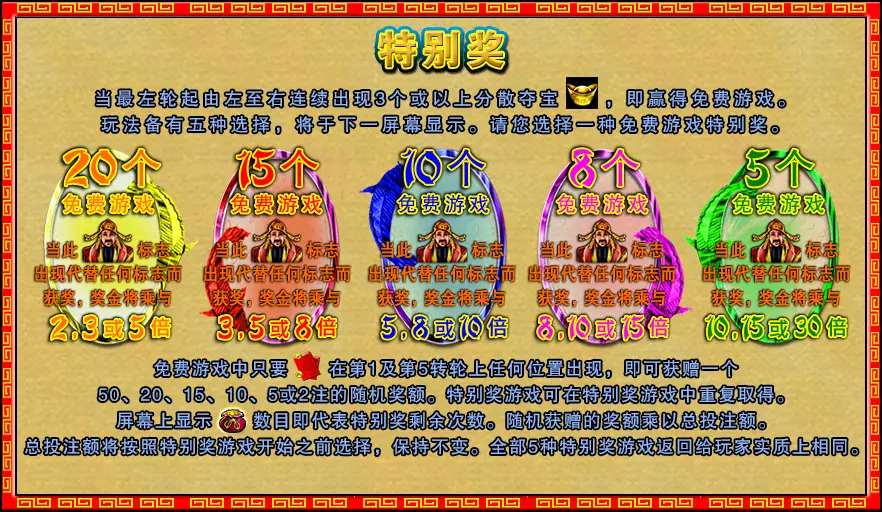 特别奖
当最左轮起由左至右连续出现3个或以上分散夺宝，即赢得免费游戏。
玩法备有五种选择，将于下一屏幕显示。请您选择一种免费游戏特别奖。
20个
免费游戏
当此标志
出现代替任何标志而
获奖，奖金将乘与
2.3或5倍
15个
免费游戏
当此标志
出现代替任何标志而
获奖，奖金将乘与
3.5或8倍
10个
免费游戏
当此标志
出现代替任何标志而
获奖，奖金将乘与
5.8或10倍
8个
免费游戏
当此标志
出现代替任何标志而
获奖，奖金将乘与
8.10或15倍
5个
免费游戏
当此标志
出现代替任何标志而
获奖，奖金将乘与
10.15或30倍
免费游戏中只要在第1及第5转轮上任何位置出现，即可获赠一个
50、20、15、10、5或2注的随机奖额。特别奖游戏可在特别奖游戏中重复取得。
屏幕上显示数目即代表特别奖剩余次数。随机获赠的奖额乘以总投注额。
总投注额将按照特别奖游戏开始之前选择，保持不变。全部5种特别奖游戏返回给玩家实质上相同。